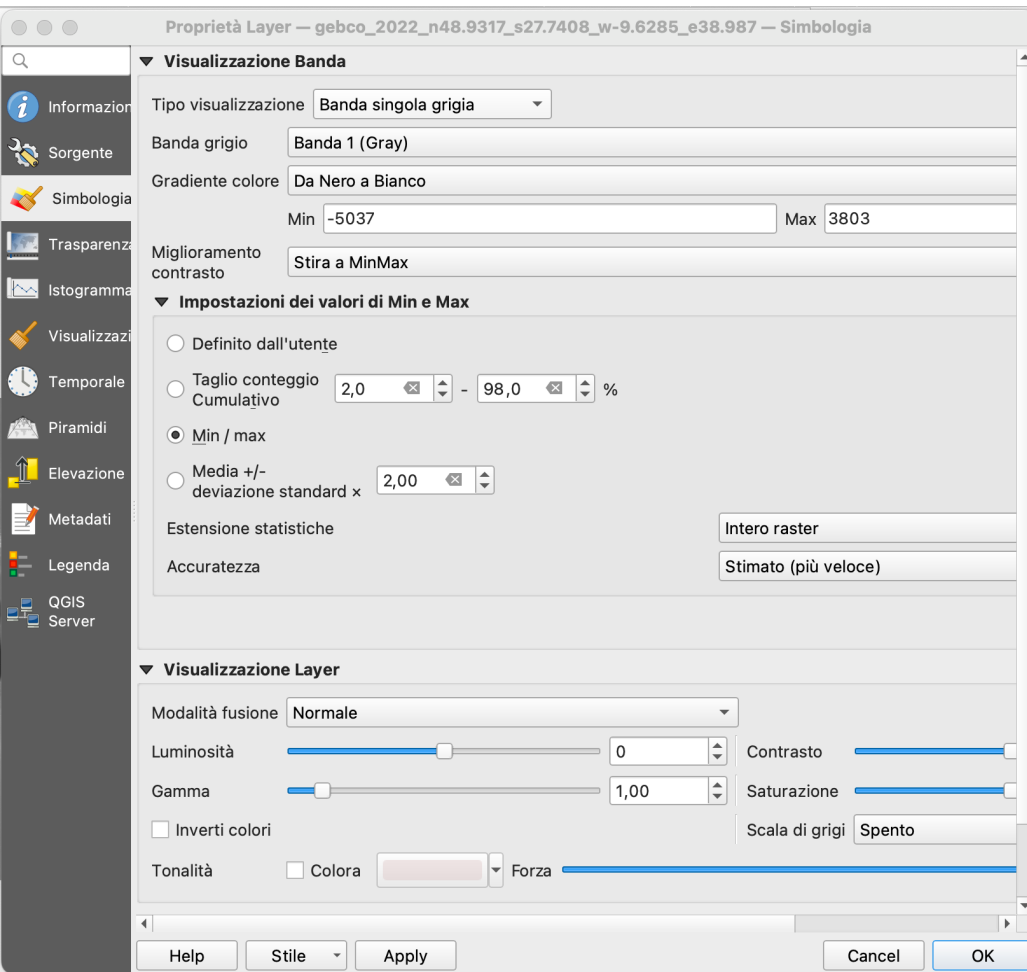 Proprietà Layer — gebco_2022_n48.9317_s27.7408_w-9.6285_e38.987 — Simbologia
Informazion
Sorgente
Simbologia
Trasparenza
Istogramma
Visualizzazi
Temporale
Piramidi
Elevazione
Metadati
Legenda
QGIS
Server
Visualizzazione Banda
Tipo visualizzazione Banda singola grigia
Banda grigio Banda 1 (Gray)
Gradiente colore Da Nero a Bianco
Min -5037 Max 3803
Miglioramento
contrasto Stira a MinMax
Impostazioni dei valori di Min e Max
Definito dall'utente
Taglio conteggio
Cumulativo 2,0 - 98,0 %
Min / max
Media +/-
deviazione standard × 2,00
Estensione statistiche Intero raster
Accuratezza Stimato (più veloce)
Visualizzazione Layer
Modalità fusione Normale
Luminosità 0 Contrasto
Gamma 1,00 Saturazione
Inverti colori Scala di grigi Spento
Tonalità Colora Forza
Help Stile Apply Cancel OK